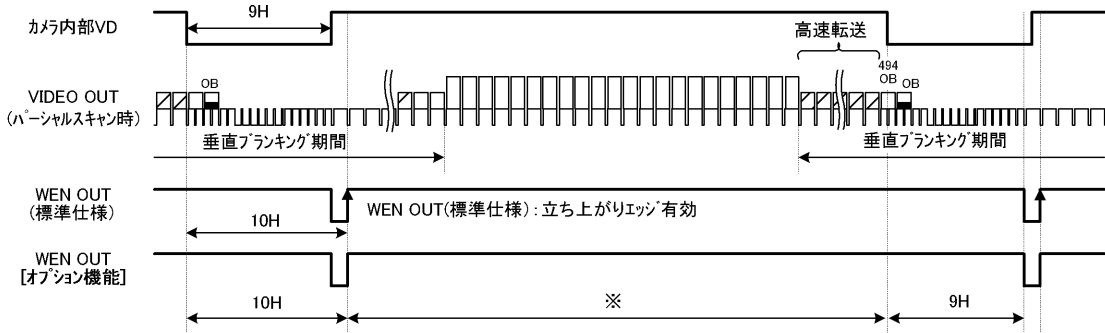 9H
カメラ内部VD
高速転送
494
OB
OB
OB
VIDEO OUT
(パーシャルスキャン時)
垂直ブランキング期間
垂直ブランキング期間
WEN OUT
(標準仕様)
WEN OUT(標準仕様):立ち上がりエッジ有効
10H
WEN OUT
[オプション機能]
10H
※
9H